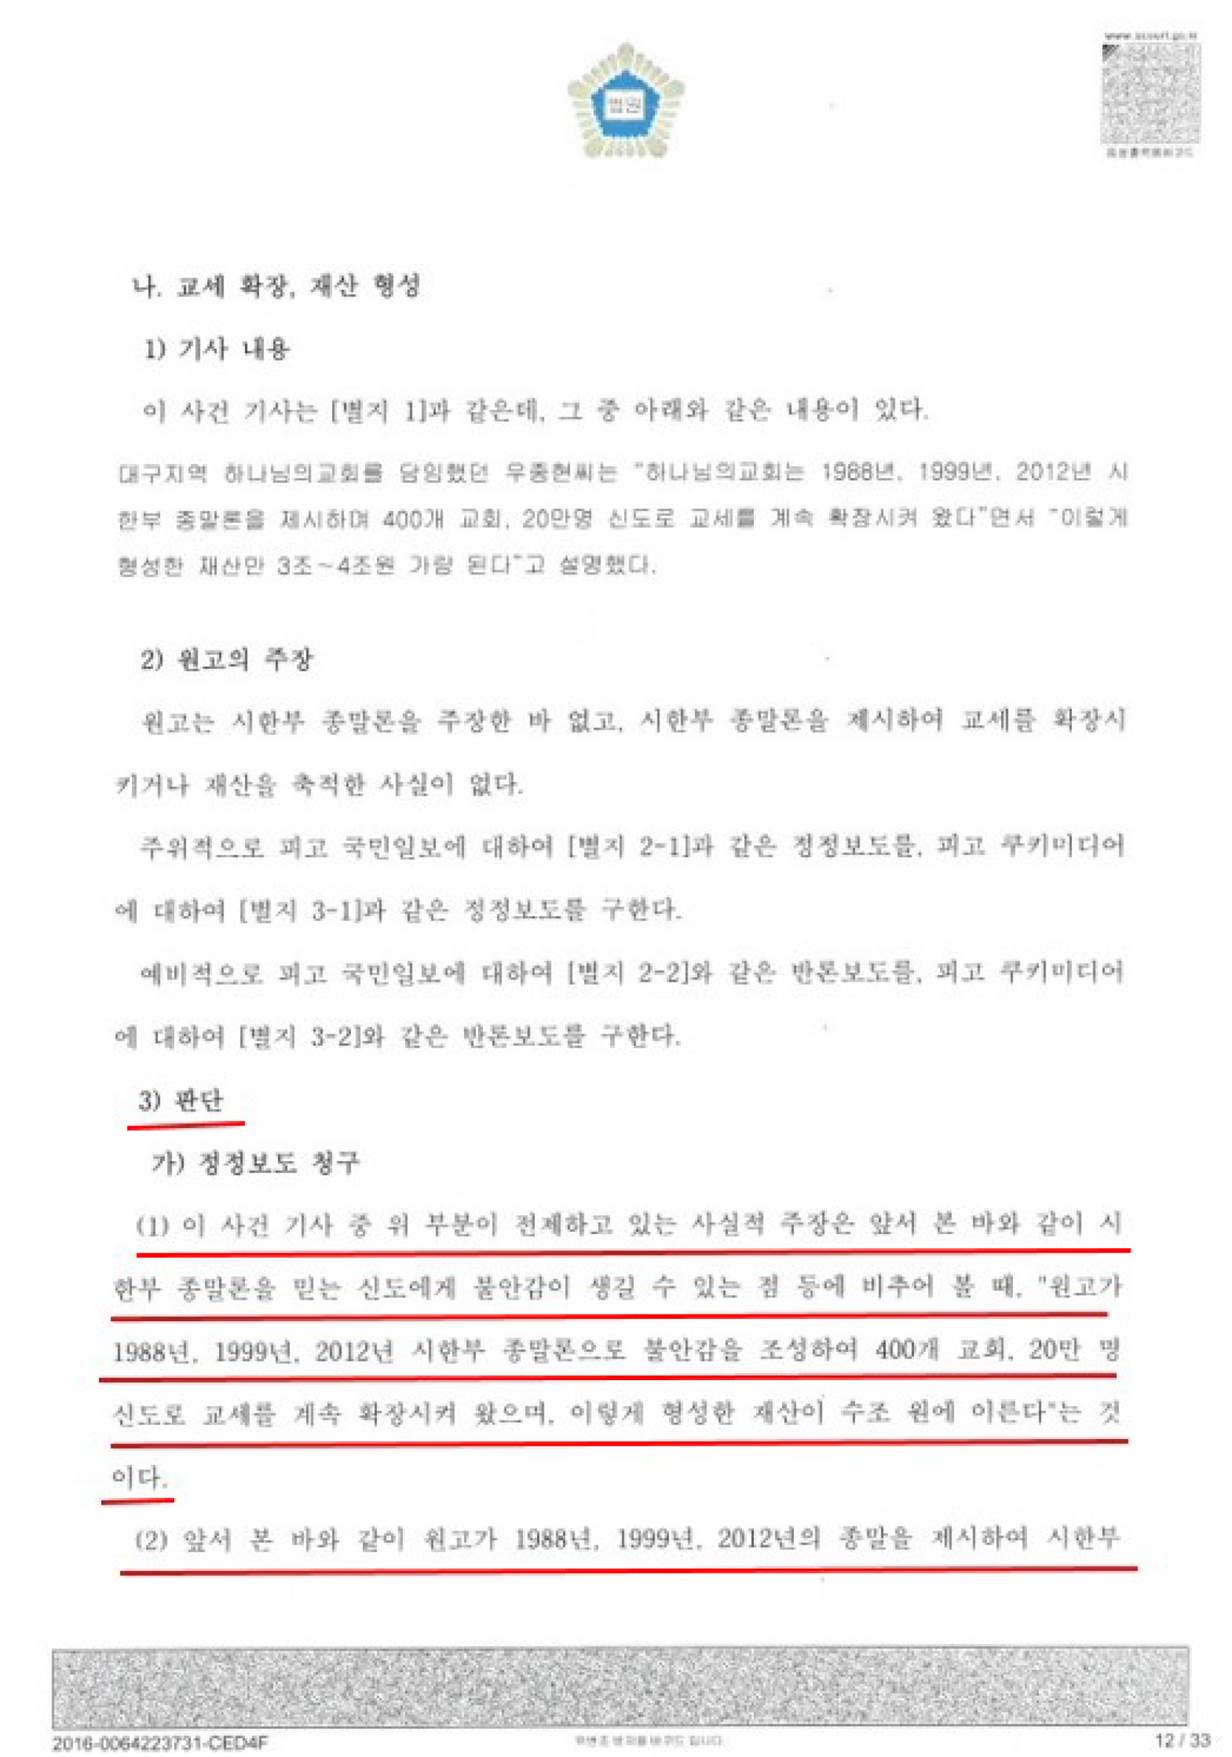 www.scourt.go.kr
법원
나. 교세 확장, 재산 형성
1) 기사 내용
이 사건 기사는 [별지 1]과 같은데, 그 중 아래와 같은 내용이 있다.
대구지역 하나님의교회를 담임했던 우종현씨는 "하나님의교회는 1988년, 1999년, 2012년 시
한부 종말론을 제시하며 400개 교회, 20만명 신도로 교세를 계속 확장시켜 왔다"면서 "이렇게
형성한 재산만 3조~4조원 가량 된다"고 설명했다.
2) 원고의 주장
원고는 시한부 종말론을 주장한 바 없고, 시한부 종말론을 제시하여 교세를 확장시
키거나 재산을 축적한 사실이 없다.
주위적으로 피고 국민일보에 대하여 [별지 2-1]과 같은 정정보도를, 피고 쿠키미디어
에 대하여 [별지 3-1]과 같은 정정보도를 구한다.
예비적으로 피고 국민일보에 대하여 [별지 2-2]와 같은 반론보도를, 피고 쿠키미디어
에 대하여 [별지 3-2]와 같은 반론보도를 구한다.
3) 판단
가) 정정보도 청구
(1) 이 사건 기사 중 위 부분이 전제하고 있는 사실적 주장은 앞서 본 바와 같이 시
한부 종말론을 믿는 신도에게 불안감이 생길 수 있는 점 등에 비추어 볼 때, "원고가
1988년, 1999년, 2012년 시한부 종말론으로 불안감을 조성하여 400개 교회, 20만 명
신도로 교세를 계속 확장시켜 왔으며, 이렇게 형성한 재산이 수조 원에 이른다"는 것
이다.
(2) 앞서 본 바와 같이 원고가 1988년, 1999년, 2012년의 종말을 제시하여 시한부
2016-0064223731-CED4F
위변조 방지용 바코드 입니다.
12 / 33